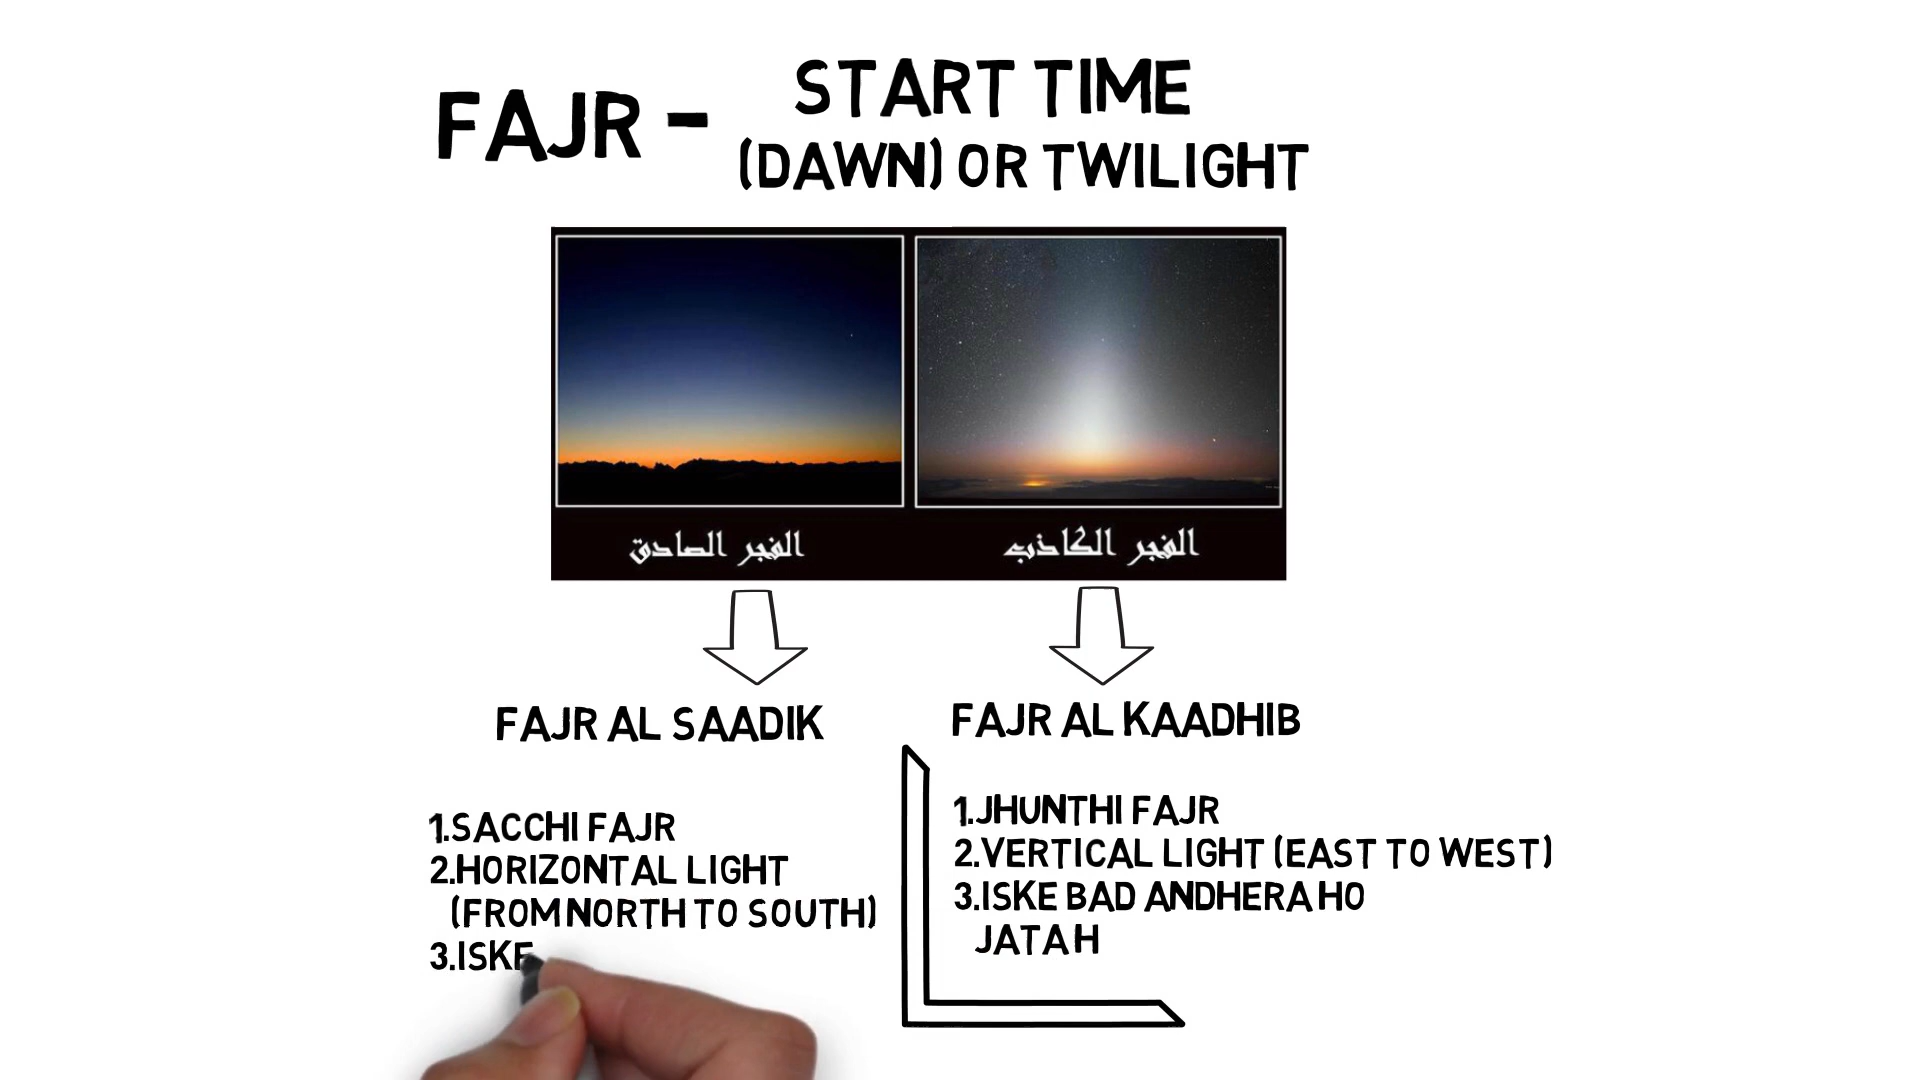 FAJR -
START TIME
(DAWN) OR TWILIGHT
الفجر الصادق
الفجر الكاذب
FAJR AL SAADIK
1.SACCHI FAJR
2.HORIZONTAL LIGHT
(FROM NORTH TO SOUTH)
3.ISKE
FAJR AL KAADHIB
1.JHUNTHI FAJR
2.VERTICAL LIGHT (EAST TO WEST)
3.ISKE BAD ANDHERA HO
JATA H